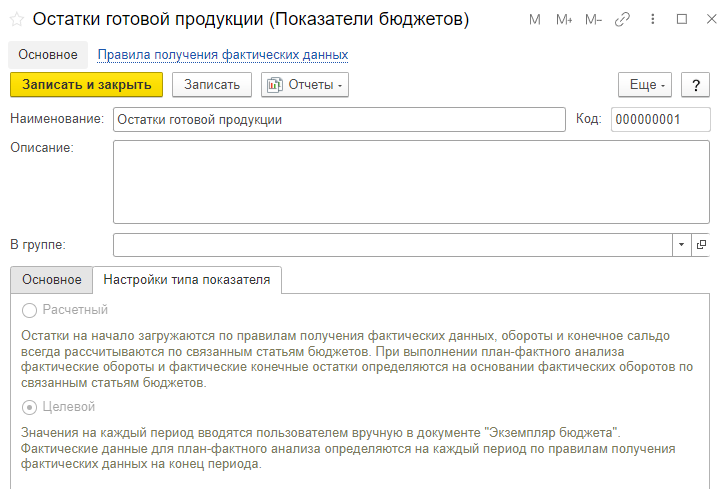 Остатки готовой продукции (Показатели бюджетов)
M M+ M-
Основное Правила получения фактических данных
Записать и закрыть Записать Отчеты Еще ?
Наименование: Остатки готовой продукции Код: 000000001
Описание:
В группе:
Основное Настройки типа показателя
Расчетный
Остатки на начало загружаются по правилам получения фактических данных, обороты и конечное сальдо
всегда рассчитываются по связанным статьям бюджетов. При выполнении план-фактного анализа
фактические обороты и фактические конечные остатки определяются на основании фактических оборотов по
связанным статьям бюджетов.
Целевой
Значения на каждый период вводятся пользователем вручную в документе "Экземпляр бюджета".
Фактические данные для план-фактного анализа определяются на каждый период по правилам получения
фактических данных на конец периода.